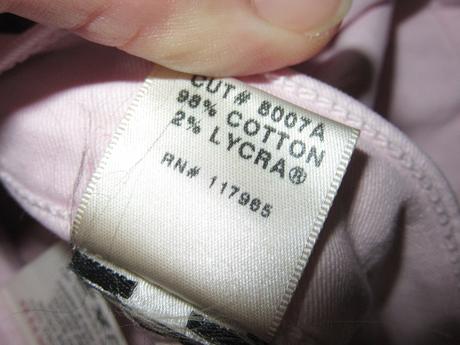 CUT# 8007A
98% COTTON
2% LYCRA®
RN# 117965